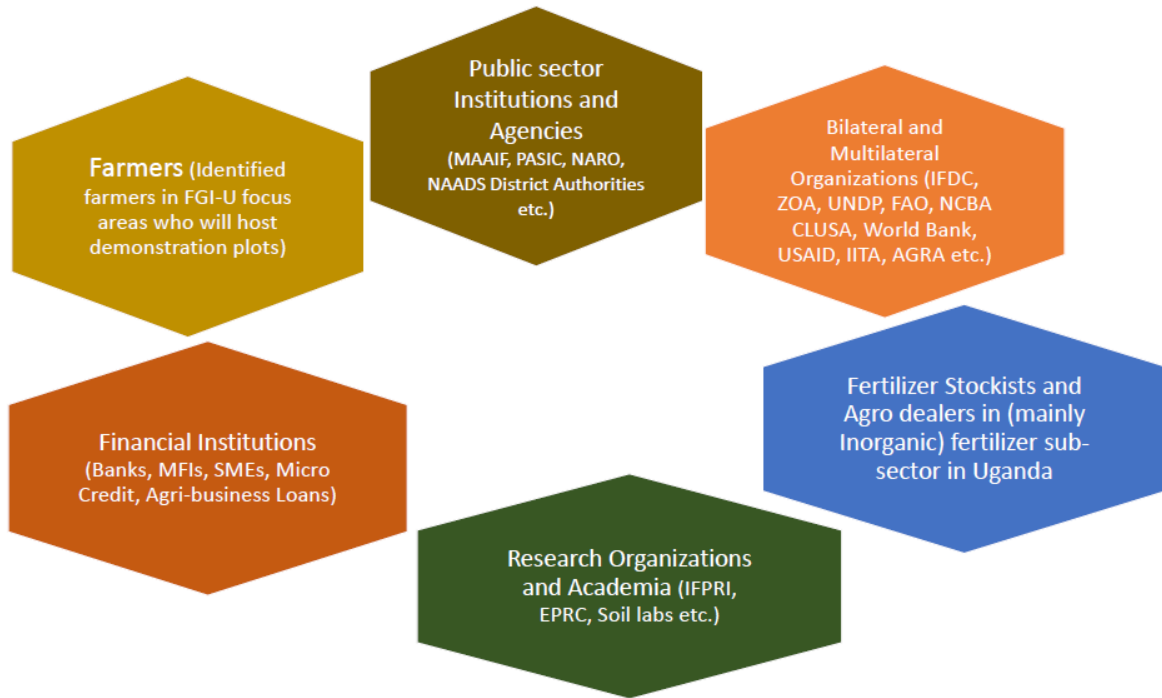 Public sector
Institutions and
Agencies
(MAAIF, PASIC, NARO,
NAADS District Authorities
etc.)
Farmers (Identified
farmers in FGI-U focus
areas who will host
demonstration plots)
Bilateral and
Multilateral
Organizations (IFDC,
ZOA, UNDP, FAO, NCBA
CLUSA, World Bank,
USAID, IITA, AGRA etc.)
Financial Institutions
(Banks, MFIs, SMEs, Micro
Credit, Agri-business Loans)
Fertilizer Stockists and
Agro dealers in (mainly
Inorganic) fertilizer sub-
sector in Uganda
Research Organizations
and Academia (IFPRI,
EPRC, Soil labs etc.)